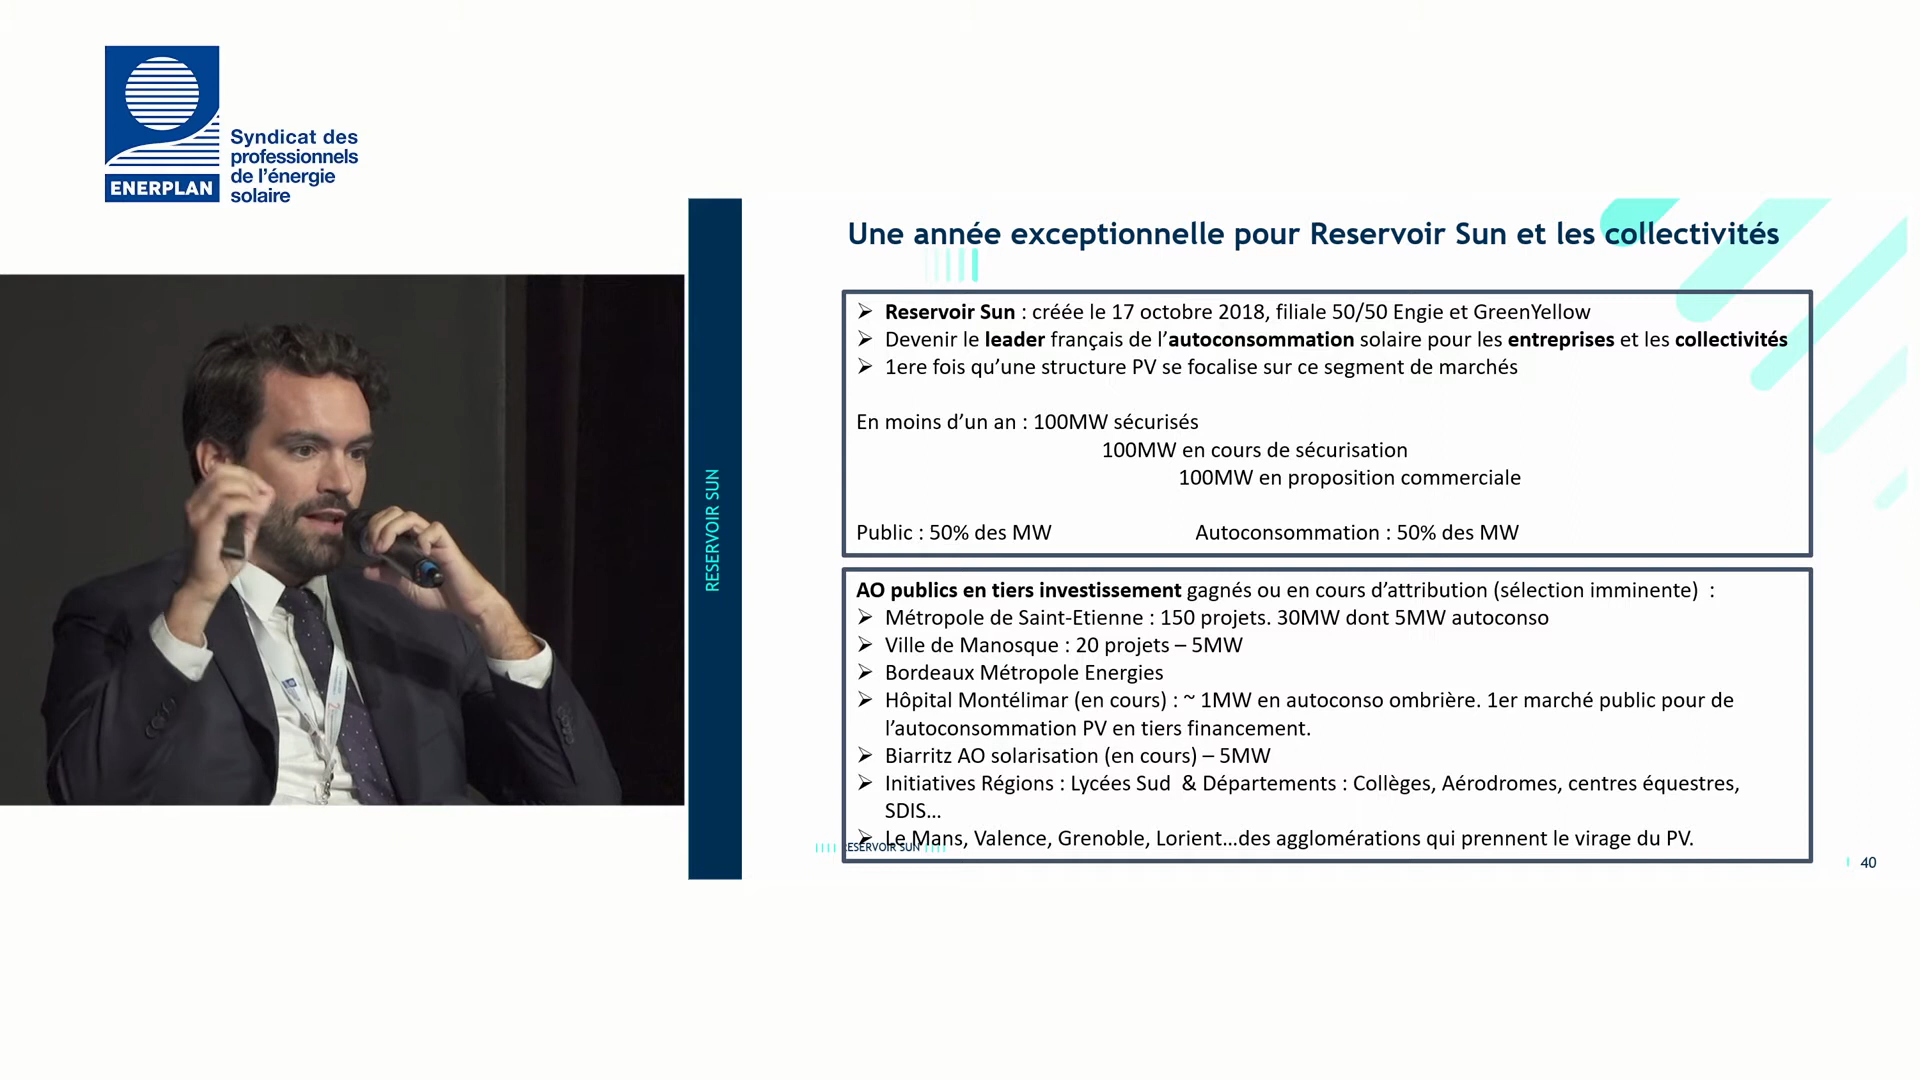 Syndicat des
professionnels
de l'énergie
solaire
ENERPLAN
RESERVOIR SUN
Une année exceptionnelle pour Reservoir Sun et les collectivités
➢ Reservoir Sun : créée le 17 octobre 2018, filiale 50/50 Engie et GreenYellow
➢ Devenir le leader français de l'autoconsommation solaire pour les entreprises et les collectivités
➢ 1ere fois qu'une structure PV se focalise sur ce segment de marchés
En moins d'un an : 100MW sécurisés
100MW en cours de sécurisation
100MW en proposition commerciale
Public : 50% des MW Autoconsommation : 50% des MW
AO publics en tiers investissement gagnés ou en cours d'attribution (sélection imminente) :
➢ Métropole de Saint-Etienne : 150 projets. 30MW dont 5MW autoconso
➢ Ville de Manosque : 20 projets – 5MW
➢ Bordeaux Métropole Energies
➢ Hôpital Montélimar (en cours) : ~ 1MW en autoconso ombrière. 1er marché public pour de
l'autoconsommation PV en tiers financement.
➢ Biarritz AO solarisation (en cours) – 5MW
➢ Initiatives Régions : Lycées Sud & Départements : Collèges, Aérodromes, centres équestres,
SDIS…
➢ Le Mans, Valence, Grenoble, Lorient…des agglomérations qui prennent le virage du PV.
RESERVOIR SUN
40